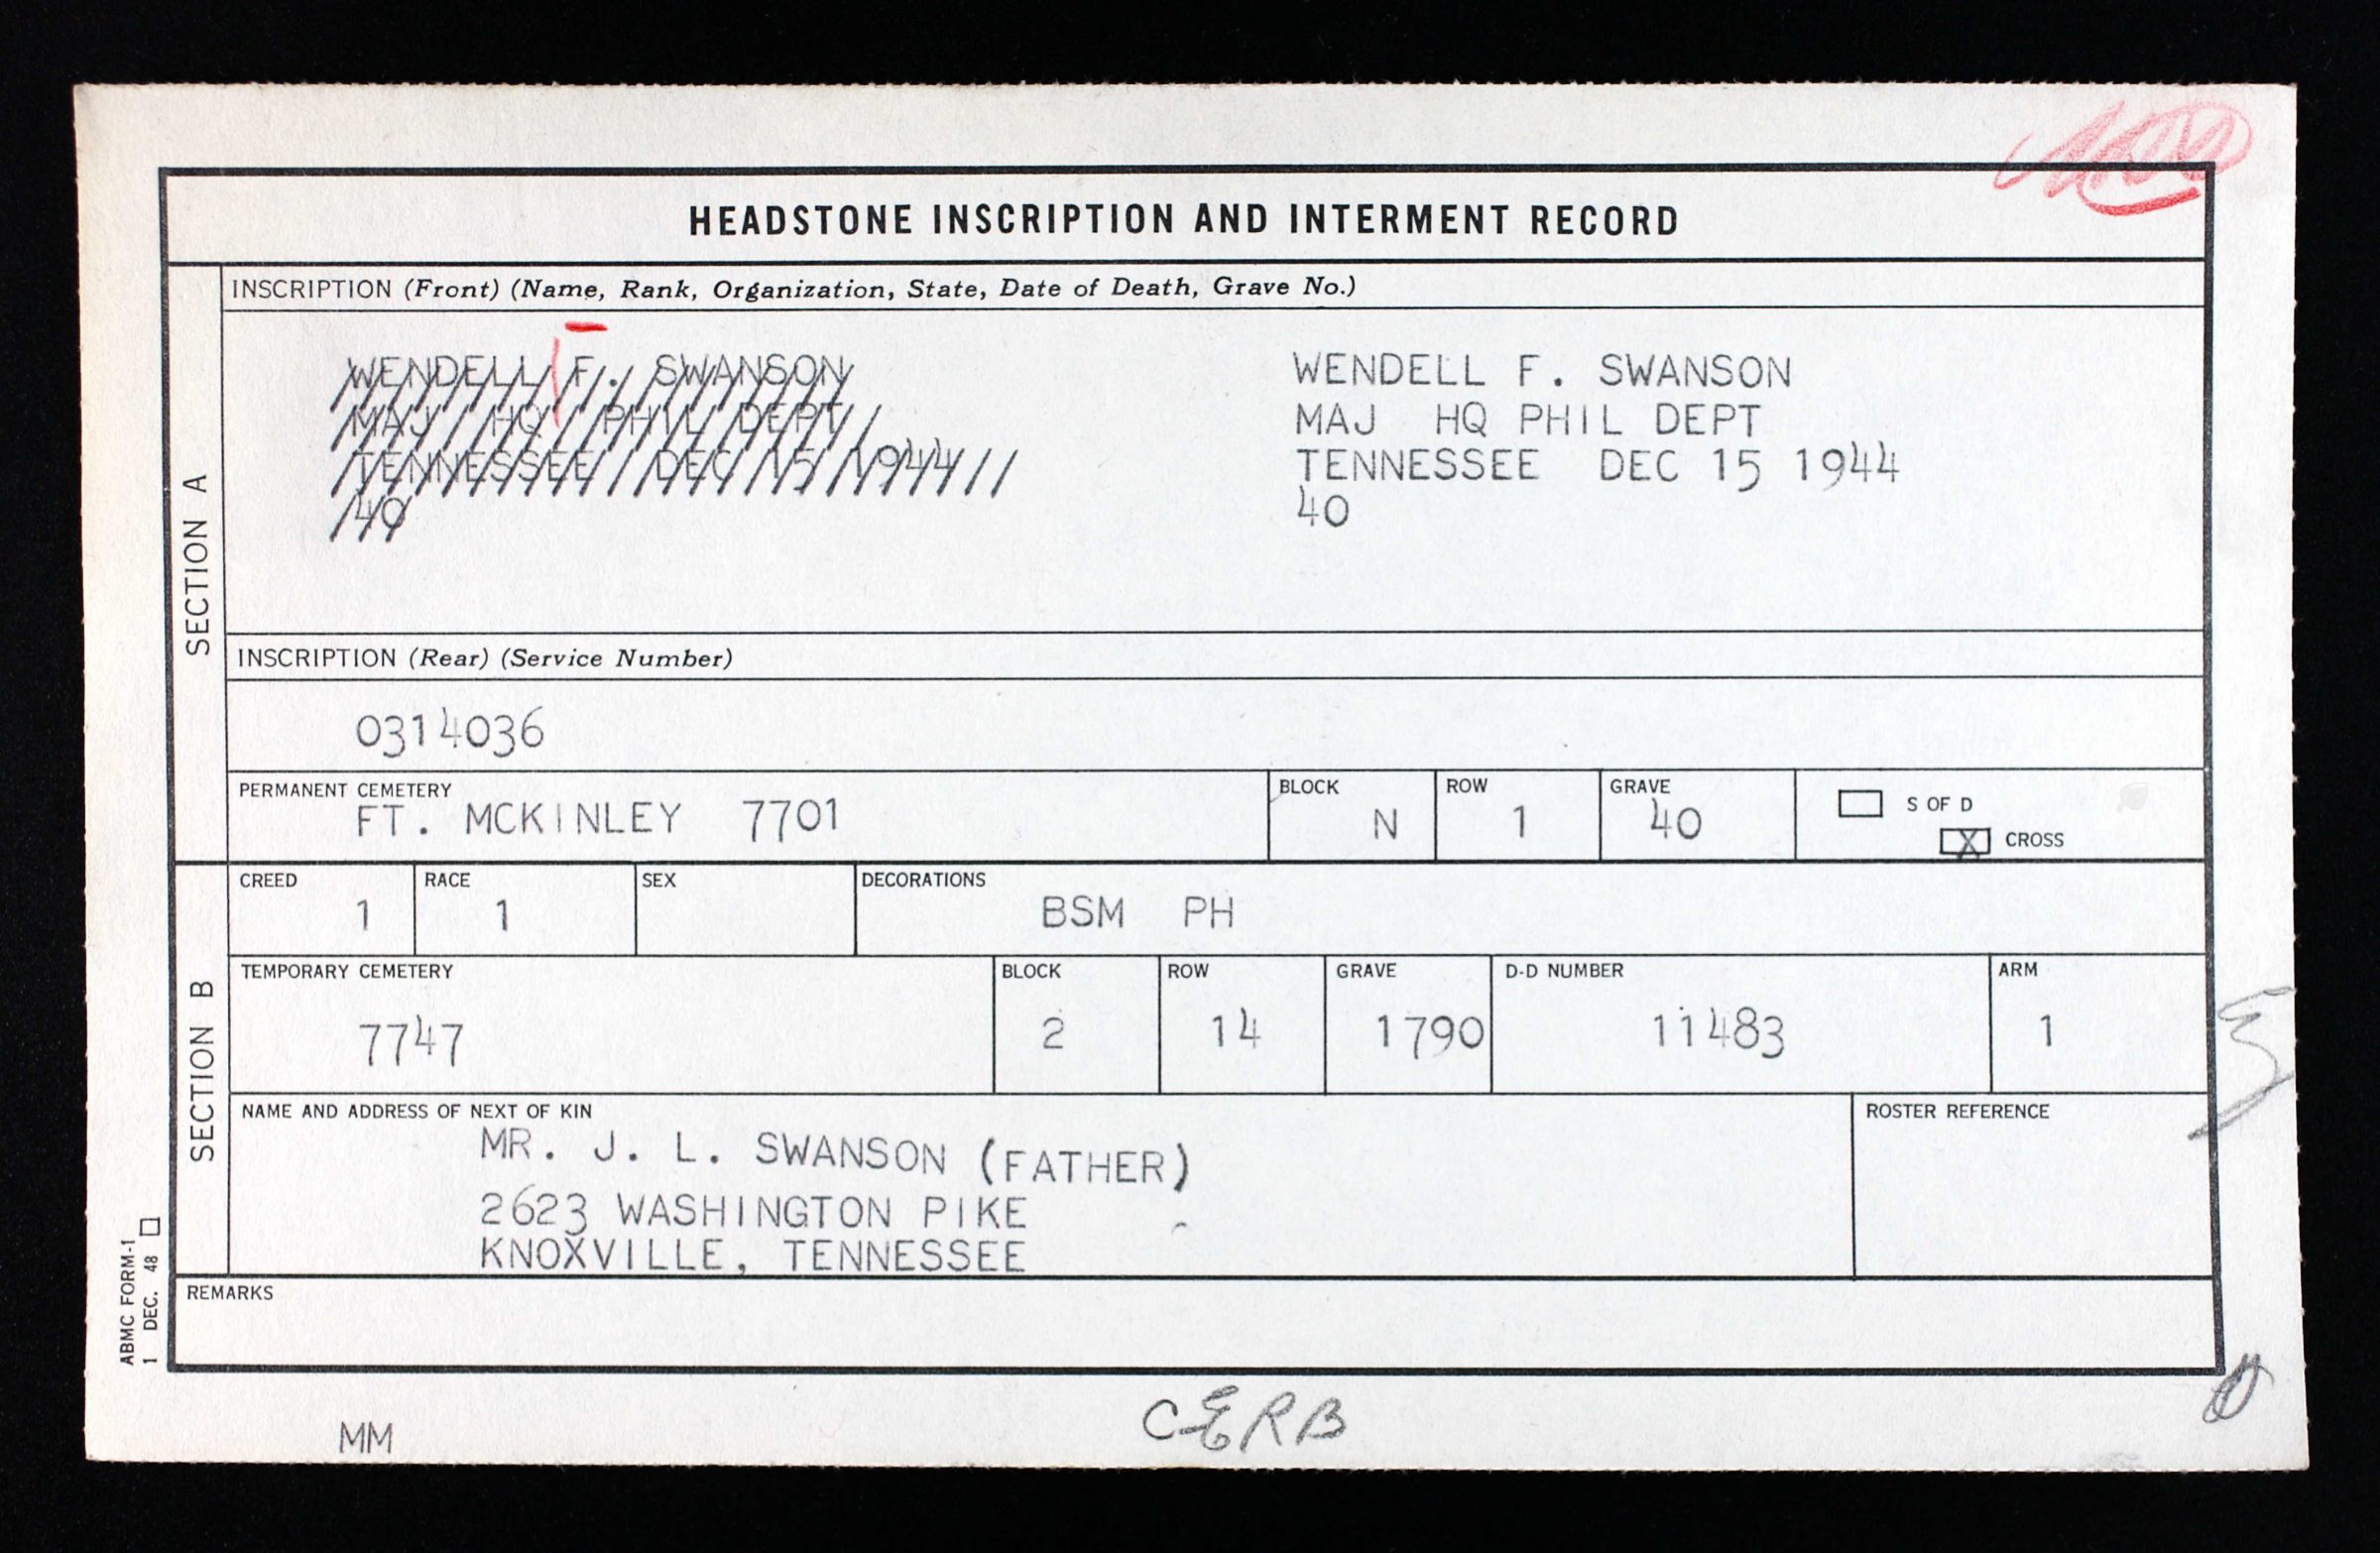 HEADSTONE INSCRIPTION AND INTERMENT RECORD
SECTION A
INSCRIPTION (Front) (Name, Rank, Organization, State, Date of Death, Grave No.)
WENDELL F. SWANSON
MAJ HQ PHIL DEPT
TENNESSEE DEC 15 1944
40
WENDELL F. SWANSON
MAJ HQ PHIL DEPT
TENNESSEE DEC 15 1944
40
INSCRIPTION (Rear) (Service Number)
0314036
PERMANENT CEMETERY BLOCK ROW GRAVE
FT. MCKINLEY 7701 N 1 40
S OF D
X CROSS
SECTION B
CREED RACE SEX DECORATIONS
1 1 BSM PH
TEMPORARY CEMETERY BLOCK ROW GRAVE D-D NUMBER ARM
7747 2 14 1790 11483 1
NAME AND ADDRESS OF NEXT OF KIN ROSTER REFERENCE
MR. J. L. SWANSON (FATHER)
2623 WASHINGTON PIKE
KNOXVILLE, TENNESSEE
REMARKS
ABMC FORM-1
1 DEC. 48
MM
CERB